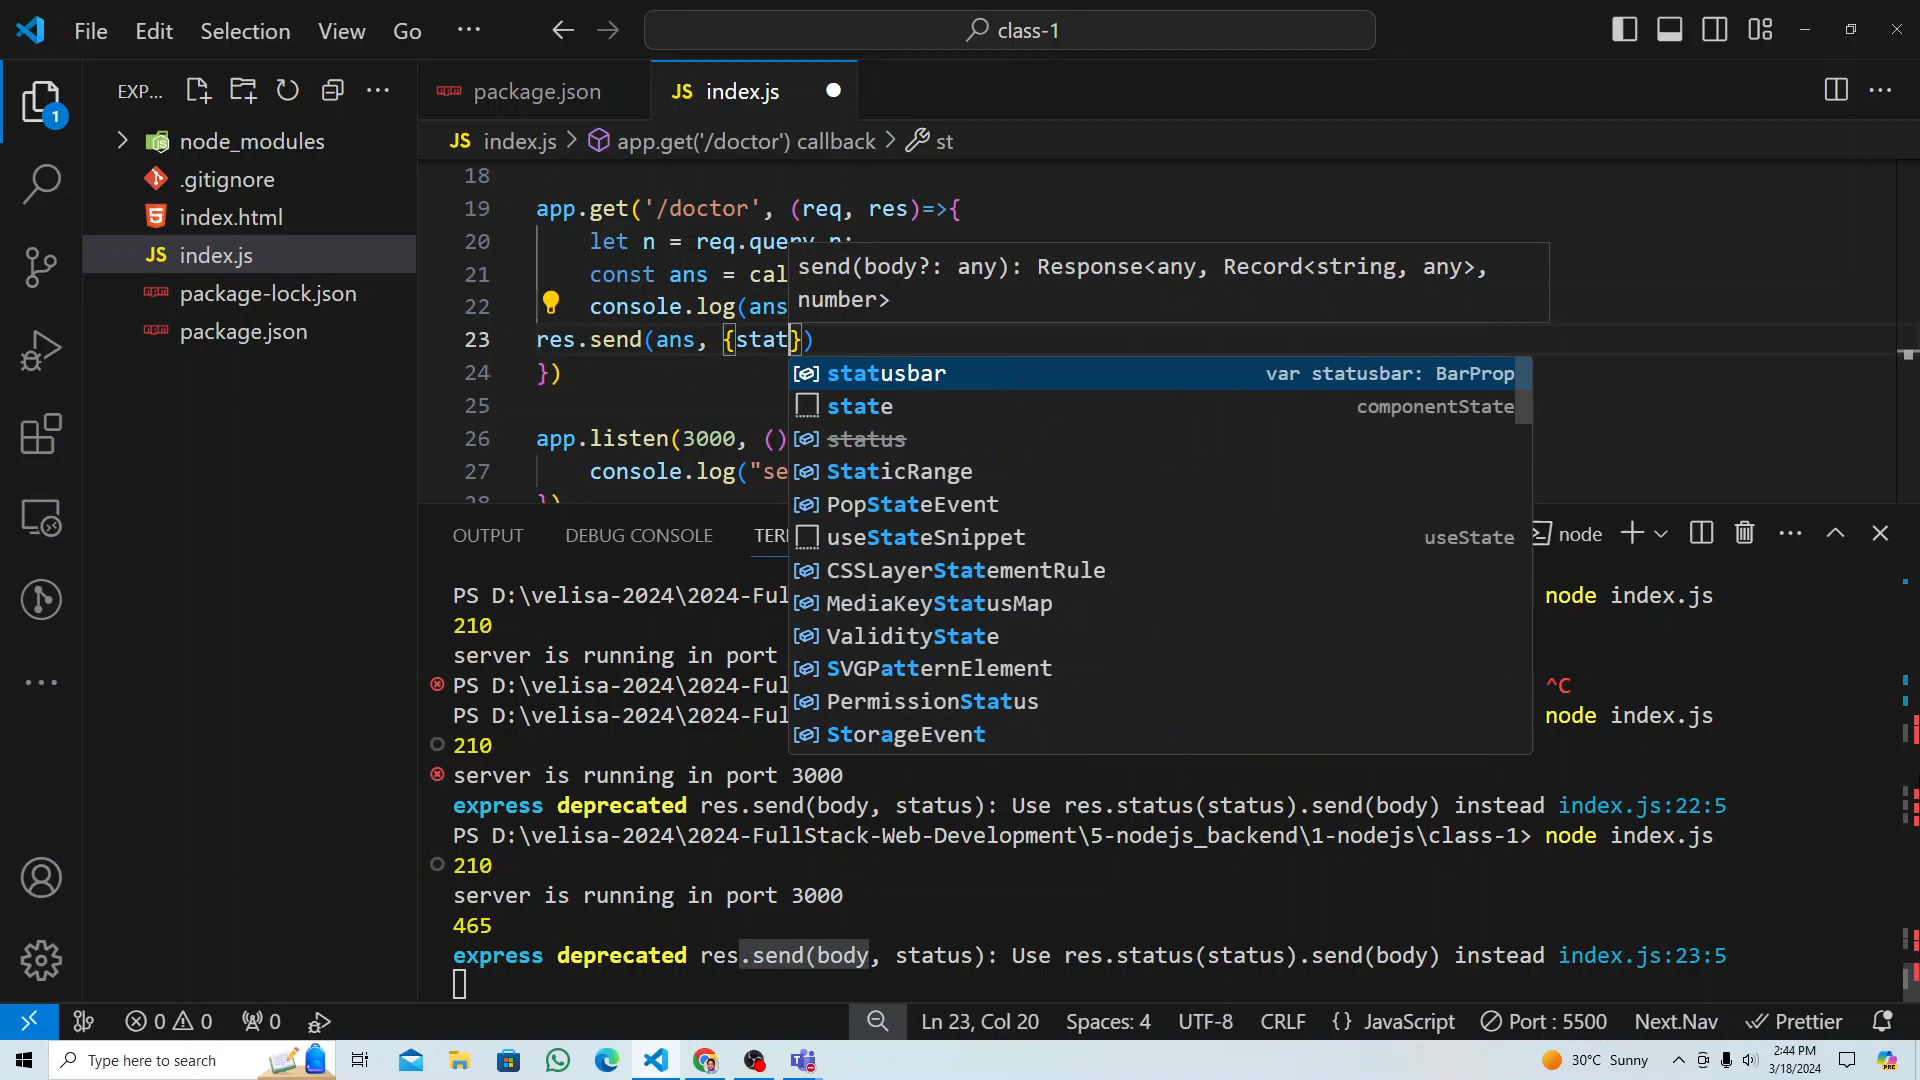 File Edit Selection View Go ··· class-1
EXP... package.json JS index.js
JS index.js > app.get('/doctor') callback > st
node_modules
.gitignore
index.html
JS index.js
package-lock.json
package.json
18
19 app.get('/doctor', (req, res)=>{
20 let n = req.query.n;
21 const ans = cal
22 console.log(ans
23 res.send(ans, {stat})
24 })
25
26 app.listen(3000, ()
27 console.log("se
28 })
send(body?: any): Response<any, Record<string, any>,
number>
statusbar var statusbar: BarProp
state componentState
status
StaticRange
PopStateEvent
useStateSnippet useState
CSSLayerStatementRule
MediaKeyStatusMap
ValidityState
SVGPatternElement
PermissionStatus
StorageEvent
OUTPUT DEBUG CONSOLE TER node
PS D:\velisa-2024\2024-Ful node index.js
210
server is running in port
PS D:\velisa-2024\2024-Ful ^C
PS D:\velisa-2024\2024-Ful node index.js
210
server is running in port 3000
express deprecated res.send(body, status): Use res.status(status).send(body) instead index.js:22:5
PS D:\velisa-2024\2024-FullStack-Web-Development\5-nodejs_backend\1-nodejs\class-1> node index.js
210
server is running in port 3000
465
express deprecated res.send(body, status): Use res.status(status).send(body) instead index.js:23:5
1
0 0 0 Ln 23, Col 20 Spaces: 4 UTF-8 CRLF {} JavaScript Port : 5500 Next.Nav Prettier
Type here to search 30°C Sunny 2:44 PM
3/18/2024